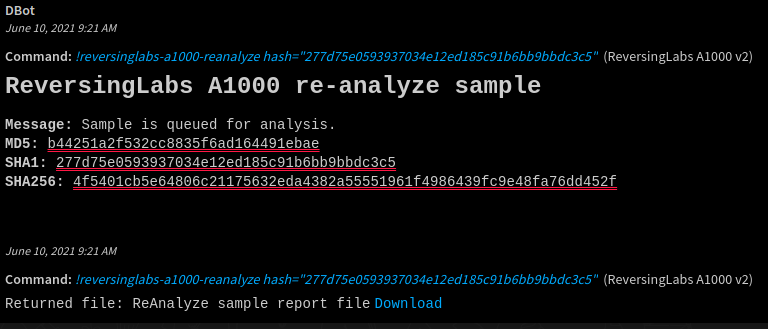 DBot
June 10, 2021 9:21 AM
Command: !reversinglabs-a1000-reanalyze hash="277d75e0593937034e12ed185c91b6bb9bbdc3c5" (ReversingLabs A1000 v2)
ReversingLabs A1000 re-analyze sample
Message: Sample is queued for analysis.
MD5: b44251a2f532cc8835f6ad164491ebae
SHA1: 277d75e0593937034e12ed185c91b6bb9bbdc3c5
SHA256: 4f5401cb5e64806c21175632eda4382a55551961f4986439fc9e48fa76dd452f
June 10, 2021 9:21 AM
Command: !reversinglabs-a1000-reanalyze hash="277d75e0593937034e12ed185c91b6bb9bbdc3c5" (ReversingLabs A1000 v2)
Returned file: ReAnalyze sample report file Download